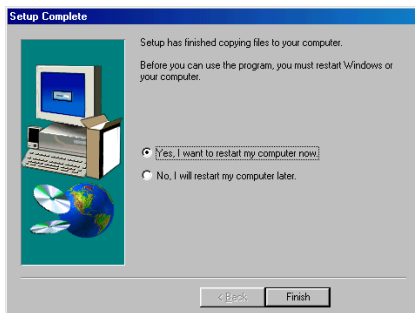 Setup Complete
Setup has finished copying files to your computer.
Before you can use the program, you must restart Windows or
your computer.
Yes, I want to restart my computer now.
No, I will restart my computer later.
< Back
Finish